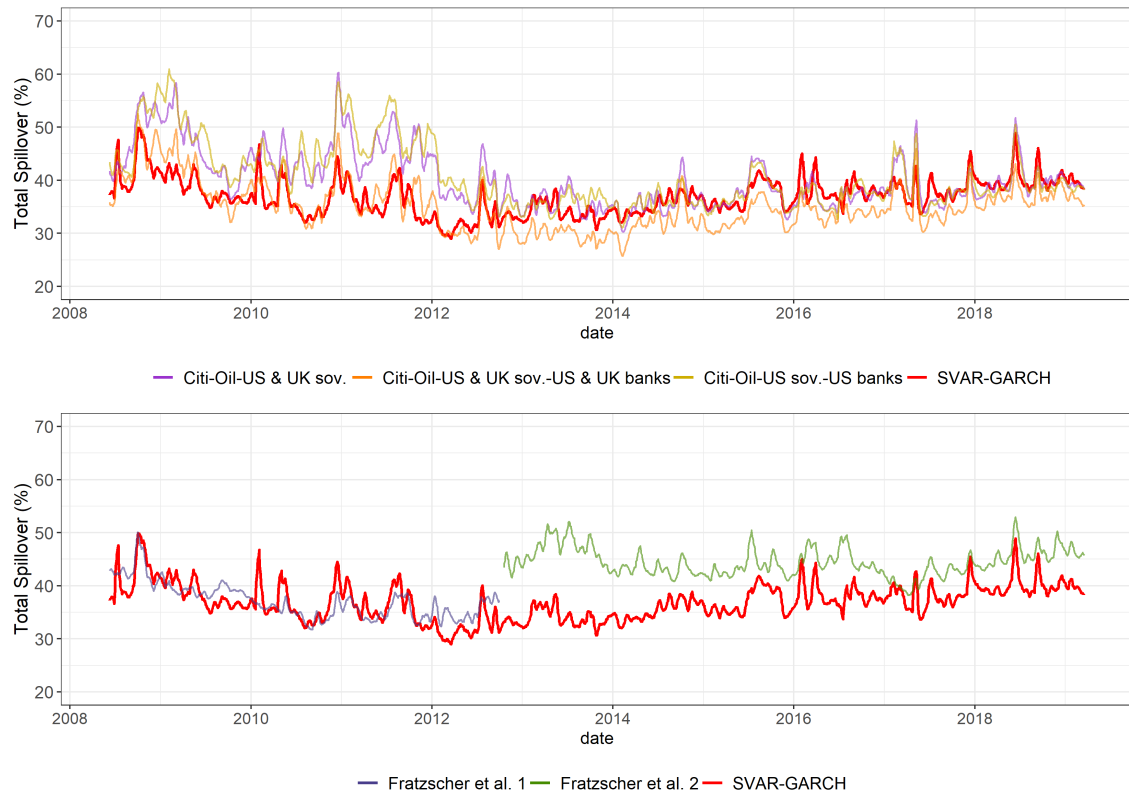 Total Spillover (%)
70
60
50
40
30
20
2008 2010 2012 2014 2016 2018
date
Citi-Oil-US & UK sov. Citi-Oil-US & UK sov.-US & UK banks Citi-Oil-US sov.-US banks SVAR-GARCH
Total Spillover (%)
70
60
50
40
30
20
2008 2010 2012 2014 2016 2018
date
Fratzscher et al. 1 Fratzscher et al. 2 SVAR-GARCH